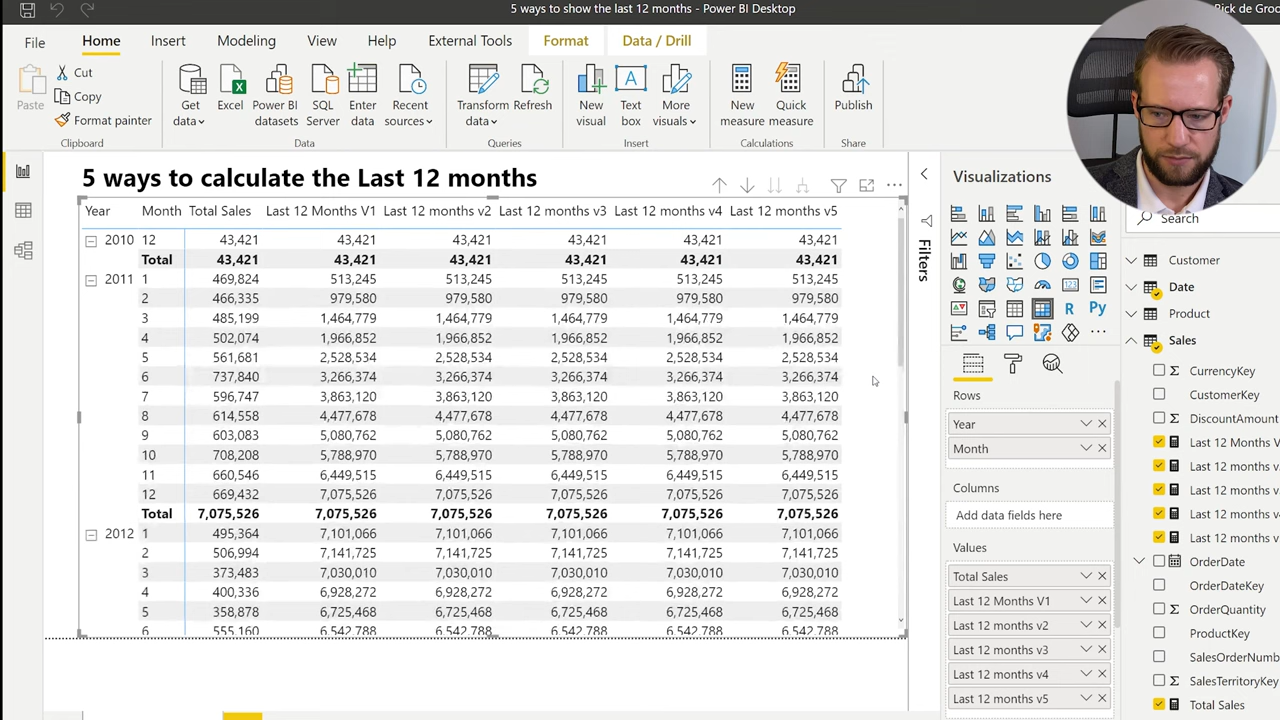 5 ways to show the last 12 months - Power BI Desktop
Rick de Groo
File Home Insert Modeling View Help External Tools Format Data / Drill
Paste
Cut
Copy
Format painter
Clipboard
Get data
Excel
Power BI datasets
SQL Server
Enter data
Recent sources
Data
Transform data
Refresh
Queries
New visual
Text box
More visuals
Insert
New measure
Quick measure
Calculations
Publish
Share
5 ways to calculate the Last 12 months
Year Month Total Sales Last 12 Months V1 Last 12 months v2 Last 12 months v3 Last 12 months v4 Last 12 months v5
2010 12 43,421 43,421 43,421 43,421 43,421 43,421
Total 43,421 43,421 43,421 43,421 43,421 43,421
2011 1 469,824 513,245 513,245 513,245 513,245 513,245
2 466,335 979,580 979,580 979,580 979,580 979,580
3 485,199 1,464,779 1,464,779 1,464,779 1,464,779 1,464,779
4 502,074 1,966,852 1,966,852 1,966,852 1,966,852 1,966,852
5 561,681 2,528,534 2,528,534 2,528,534 2,528,534 2,528,534
6 737,840 3,266,374 3,266,374 3,266,374 3,266,374 3,266,374
7 596,747 3,863,120 3,863,120 3,863,120 3,863,120 3,863,120
8 614,558 4,477,678 4,477,678 4,477,678 4,477,678 4,477,678
9 603,083 5,080,762 5,080,762 5,080,762 5,080,762 5,080,762
10 708,208 5,788,970 5,788,970 5,788,970 5,788,970 5,788,970
11 660,546 6,449,515 6,449,515 6,449,515 6,449,515 6,449,515
12 669,432 7,075,526 7,075,526 7,075,526 7,075,526 7,075,526
Total 7,075,526 7,075,526 7,075,526 7,075,526 7,075,526 7,075,526
2012 1 495,364 7,101,066 7,101,066 7,101,066 7,101,066 7,101,066
2 506,994 7,141,725 7,141,725 7,141,725 7,141,725 7,141,725
3 373,483 7,030,010 7,030,010 7,030,010 7,030,010 7,030,010
4 400,336 6,928,272 6,928,272 6,928,272 6,928,272 6,928,272
5 358,878 6,725,468 6,725,468 6,725,468 6,725,468 6,725,468
6 555,160 6,542,788 6,542,788 6,542,788 6,542,788 6,542,788
Filters
Visualizations
R
Py
Rows
Year
Month
Columns
Add data fields here
Values
Total Sales
Last 12 Months V1
Last 12 months v2
Last 12 months v3
Last 12 months v4
Last 12 months v5
Search
Customer
Date
Product
Sales
CurrencyKey
CustomerKey
DiscountAmount
Last 12 Months V
Last 12 months v
Last 12 months v
Last 12 months v
Last 12 months v
OrderDate
OrderDateKey
OrderQuantity
ProductKey
SalesOrderNumb
SalesTerritoryKey
Total Sales